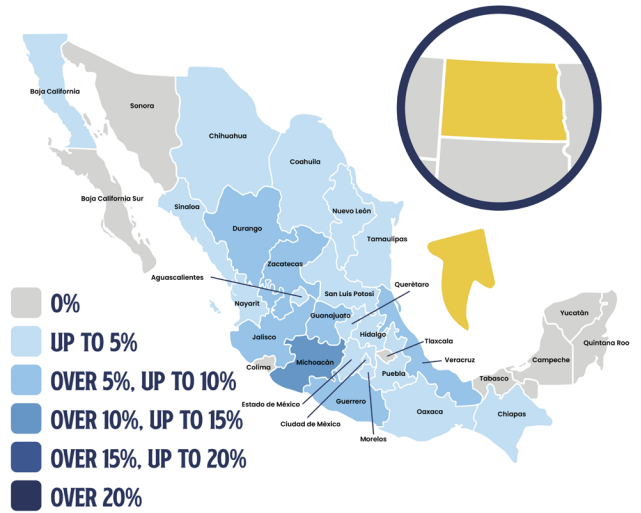 Baja California
Sonora
Chihuahua
Coahuila
Baja California Sur
Sinaloa
Nuevo León
Durango
Tamaulipas
Zacatecas
Aguascalientes
Querétaro
San Luis Potosí
Nayarit
Guanajuato
Yucatán
Hidalgo
Jalisco
Tlaxcala
Quintana Roo
Michoacán
Veracruz
Campeche
Colima
Puebla
Tabasco
Estado de México
Guerrero
Oaxaca
Chiapas
Ciudad de México
Morelos
0%
UP TO 5%
OVER 5%, UP TO 10%
OVER 10%, UP TO 15%
OVER 15%, UP TO 20%
OVER 20%